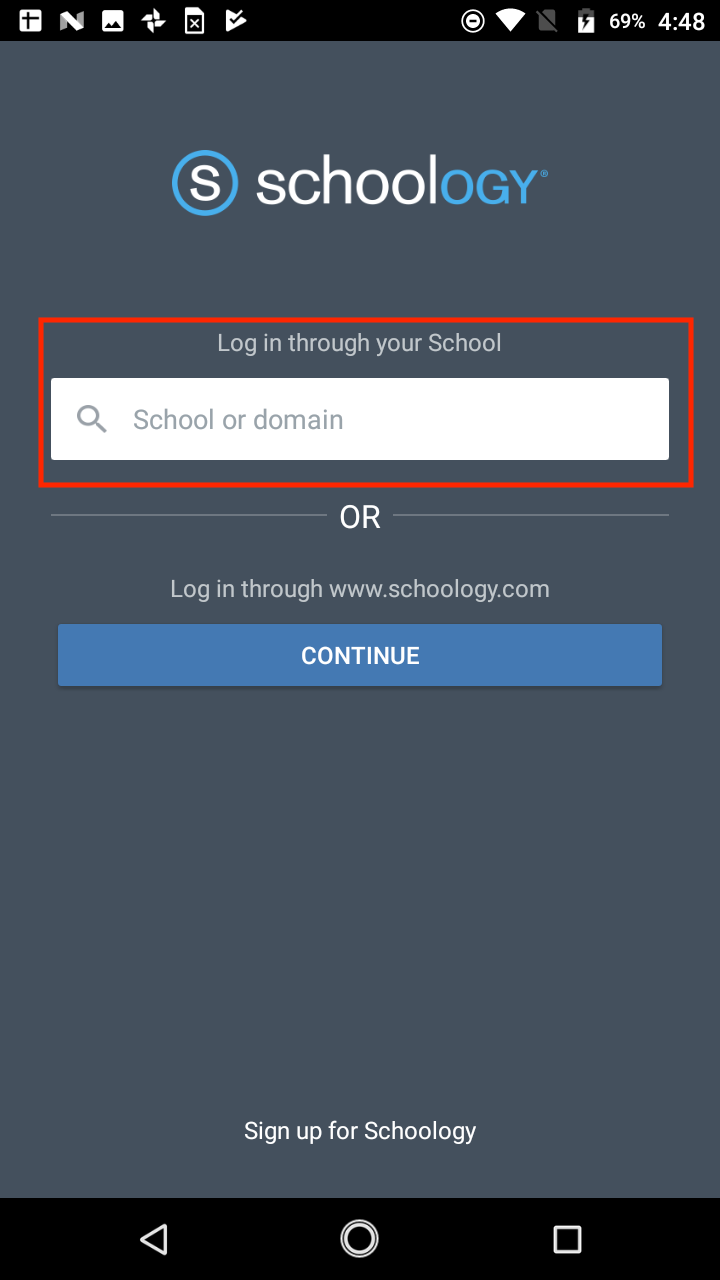 69% 4:48
S schoology®
Log in through your School
School or domain
OR
Log in through www.schoology.com
CONTINUE
Sign up for Schoology